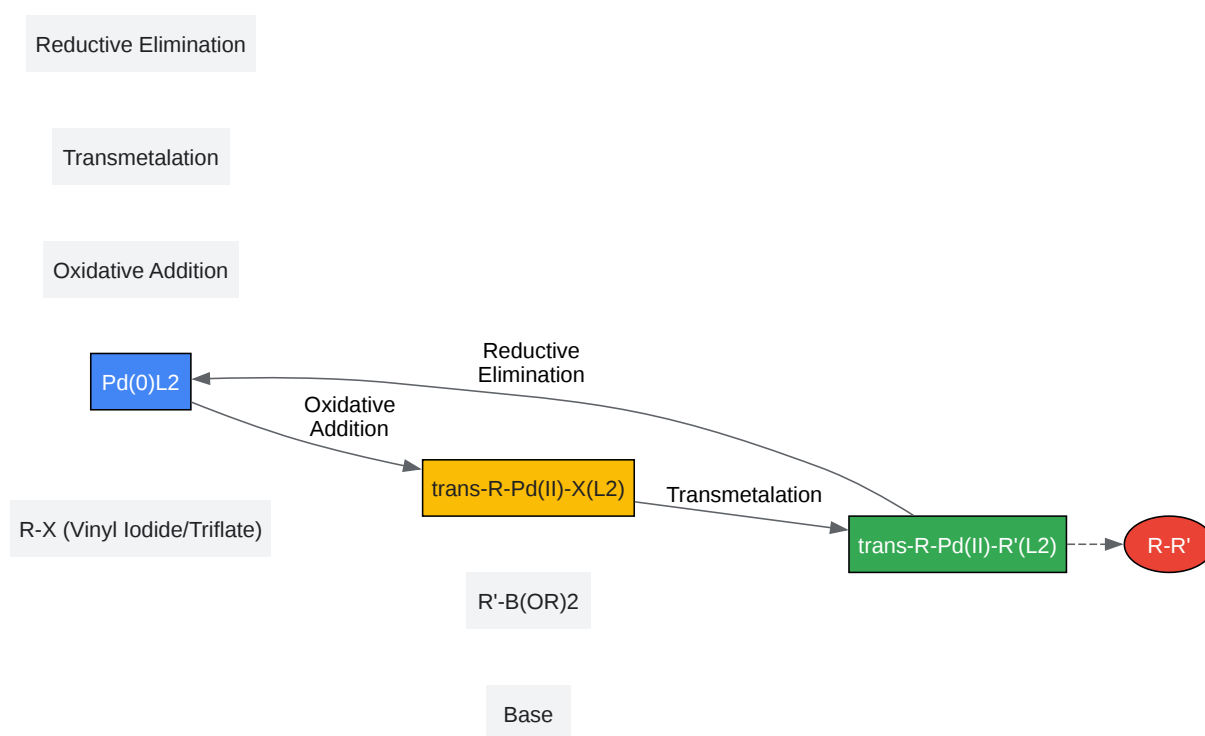 Reductive Elimination
Transmetalation
Oxidative Addition
Reductive
Elimination
Pd(0)L2
Oxidative
Addition
trans-R-Pd(II)-X(L2)
Transmetalation
R-X (Vinyl Iodide/Triflate)
trans-R-Pd(II)-R'(L2)
R-R'
R'-B(OR)2
Base